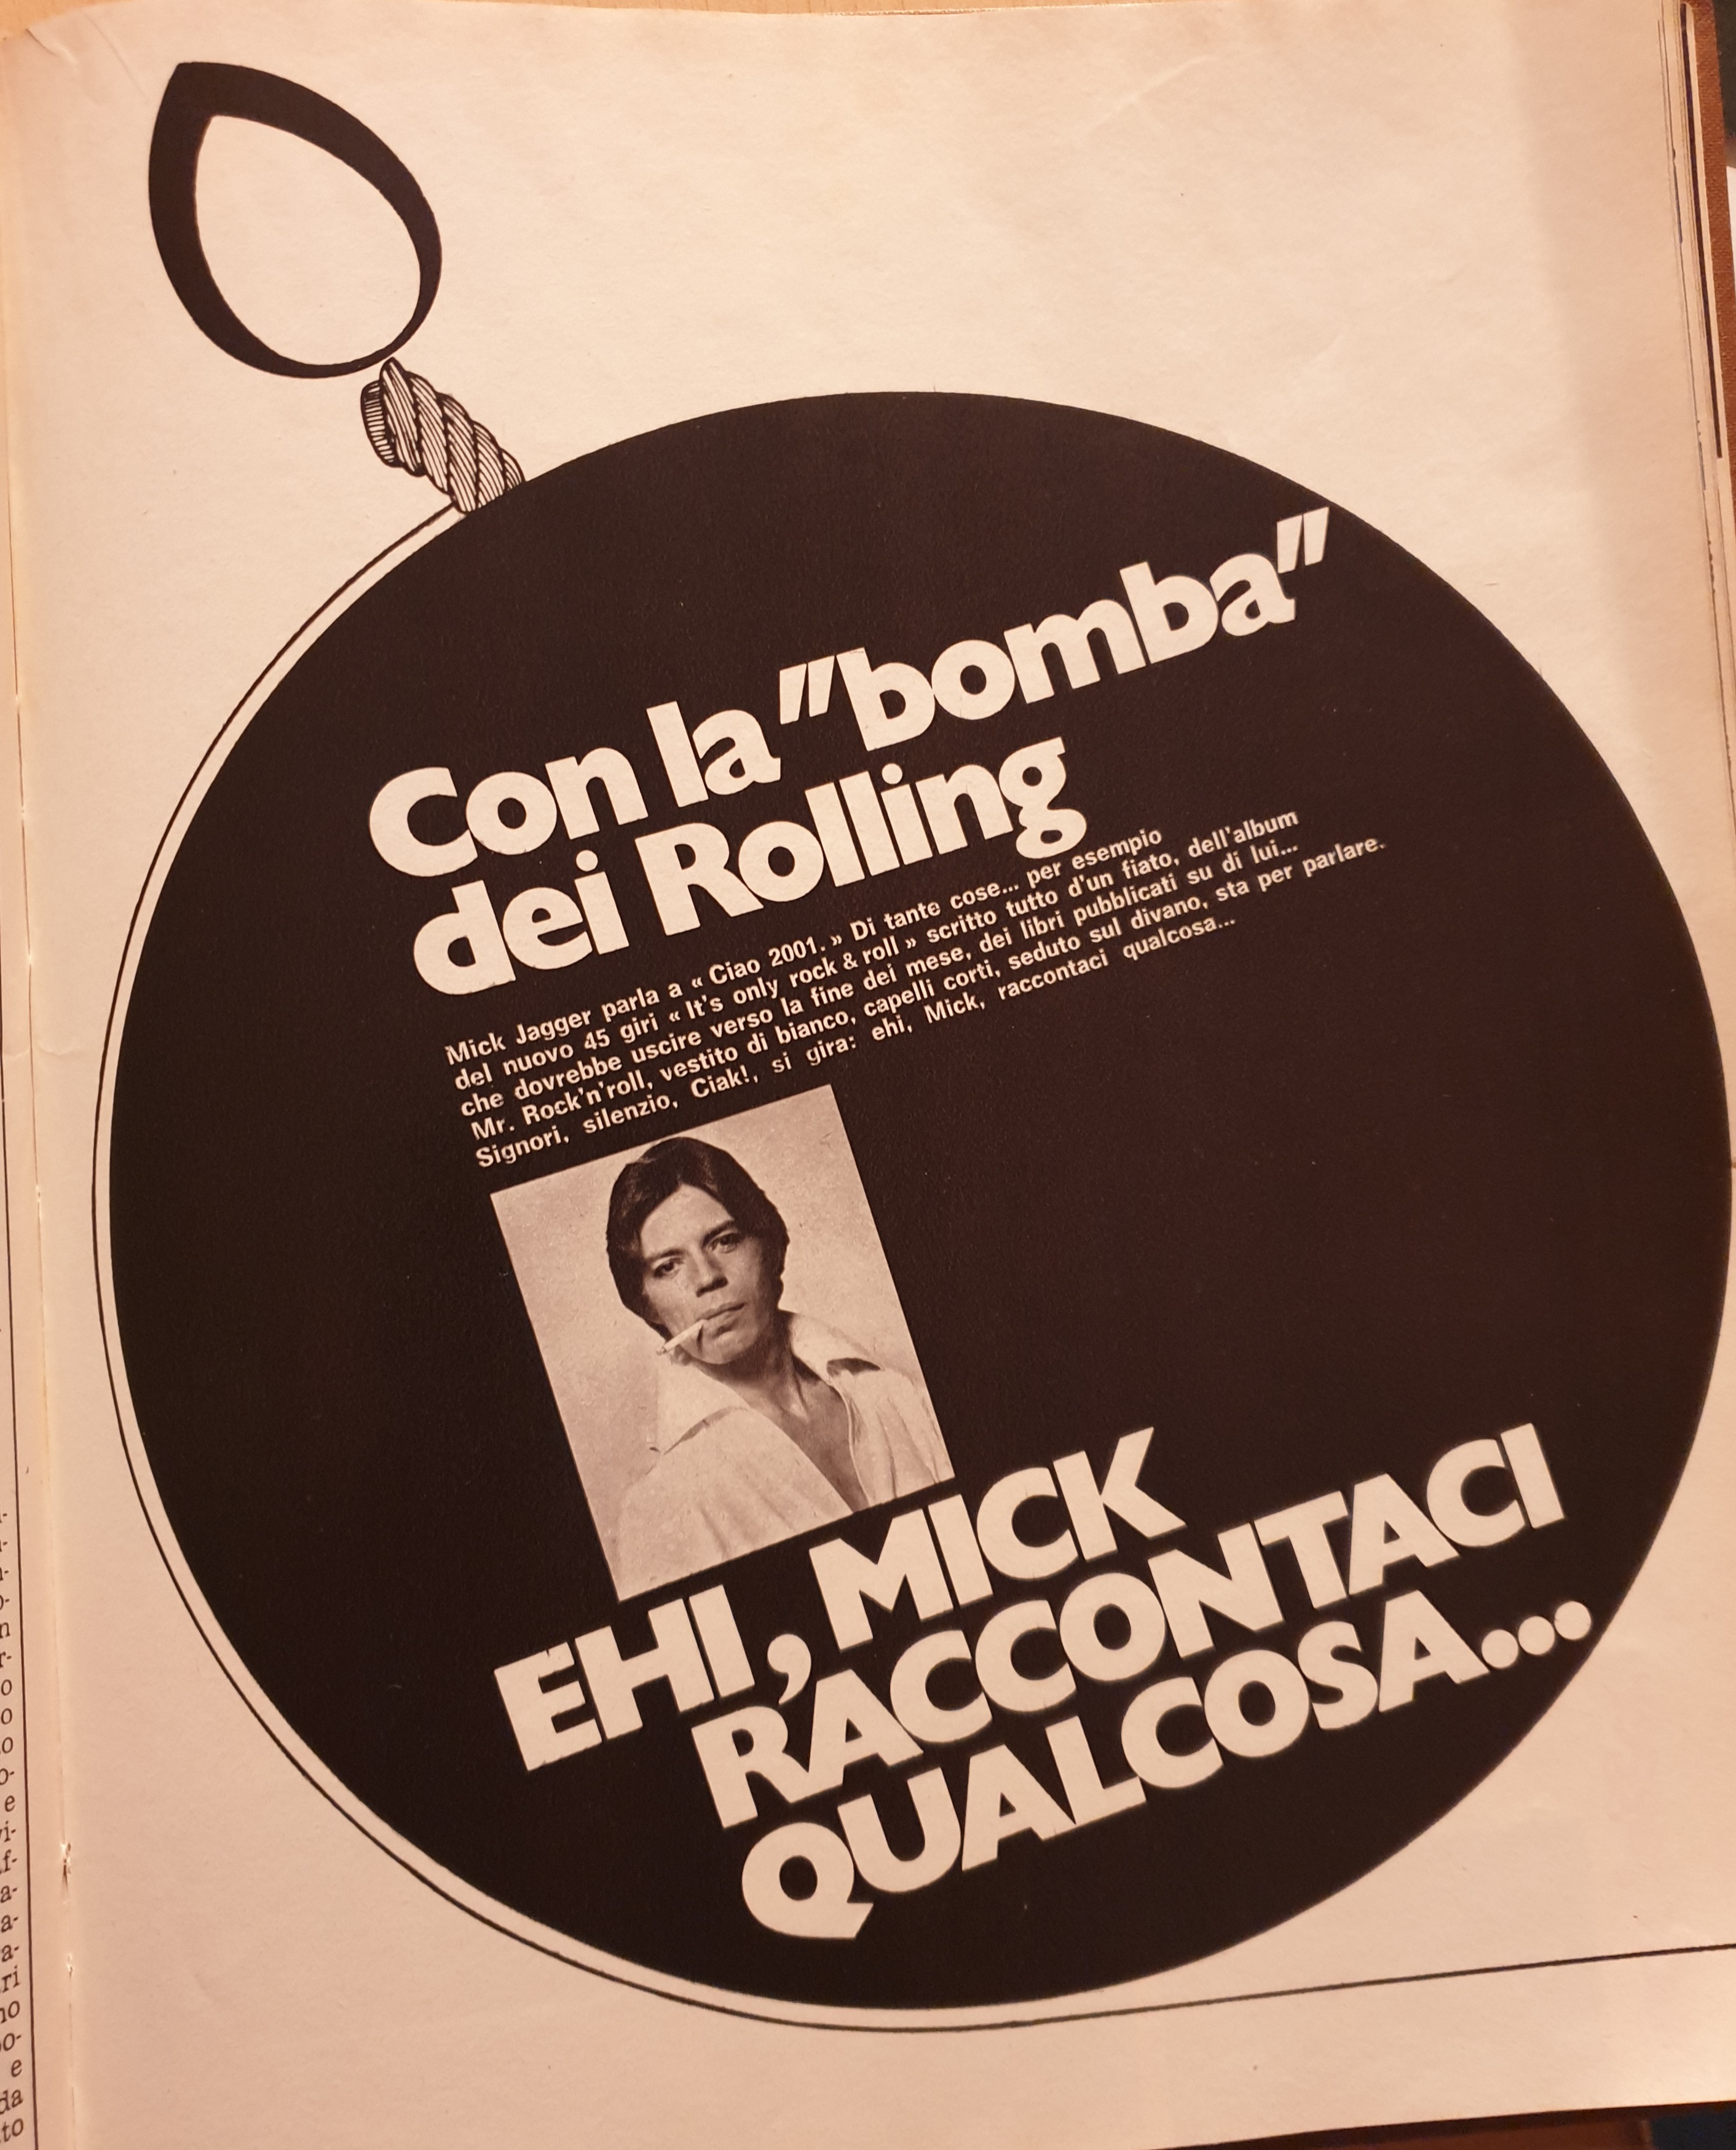 Con la "bomba"
dei Rolling
Mick Jagger parla a « Ciao 2001. » Di tante cose... per esempio
del nuovo 45 giri « It's only rock & roll » scritto tutto d'un fiato, dell'album
che dovrebbe uscire verso la fine dei mese, dei libri pubblicati su di lui...
Mr. Rock'n'roll, vestito di bianco, capelli corti, seduto sul divano, sta per parlare.
Signori, silenzio, Ciak!, si gira: ehi, Mick, raccontaci qualcosa...
EHI, MICK
RACCONTACI
QUALCOSA...